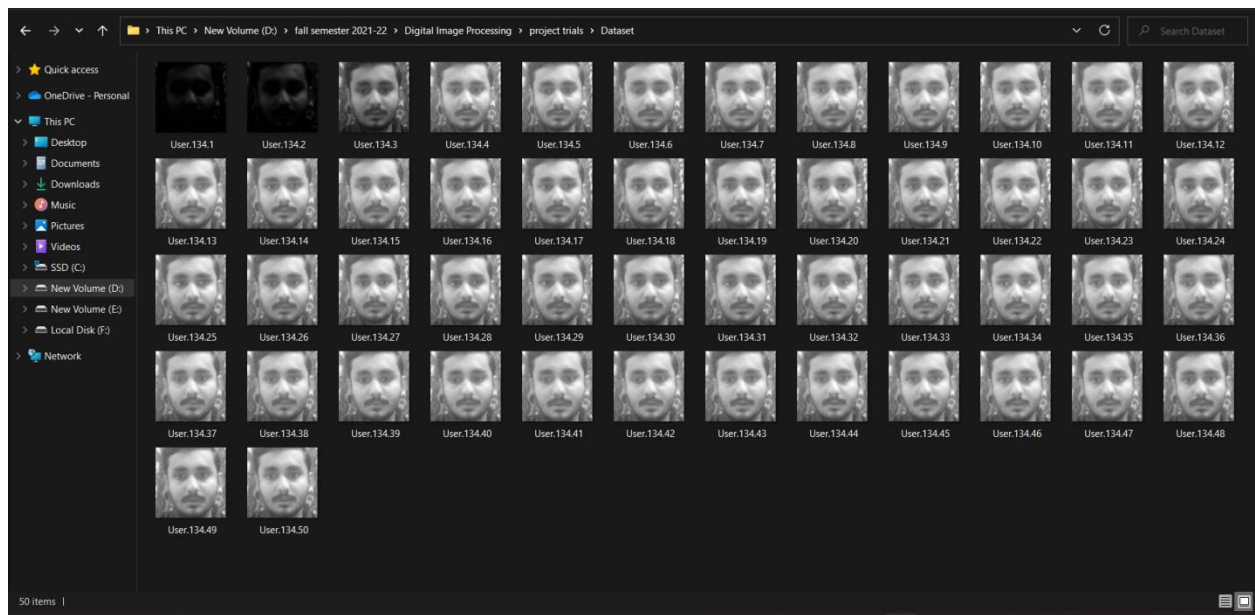 This PC > New Volume (D:) > fall semester 2021-22 > Digital Image Processing > project trials > Dataset
Search Dataset
Quick access
OneDrive - Personal
This PC
Desktop
Documents
Downloads
Music
Pictures
Videos
SSD (C:)
New Volume (D:)
New Volume (E:)
Local Disk (F:)
Network
User.134.1 User.134.2 User.134.3 User.134.4 User.134.5 User.134.6 User.134.7 User.134.8 User.134.9 User.134.10 User.134.11 User.134.12
User.134.13 User.134.14 User.134.15 User.134.16 User.134.17 User.134.18 User.134.19 User.134.20 User.134.21 User.134.22 User.134.23 User.134.24
User.134.25 User.134.26 User.134.27 User.134.28 User.134.29 User.134.30 User.134.31 User.134.32 User.134.33 User.134.34 User.134.35 User.134.36
User.134.37 User.134.38 User.134.39 User.134.40 User.134.41 User.134.42 User.134.43 User.134.44 User.134.45 User.134.46 User.134.47 User.134.48
User.134.49 User.134.50
50 items